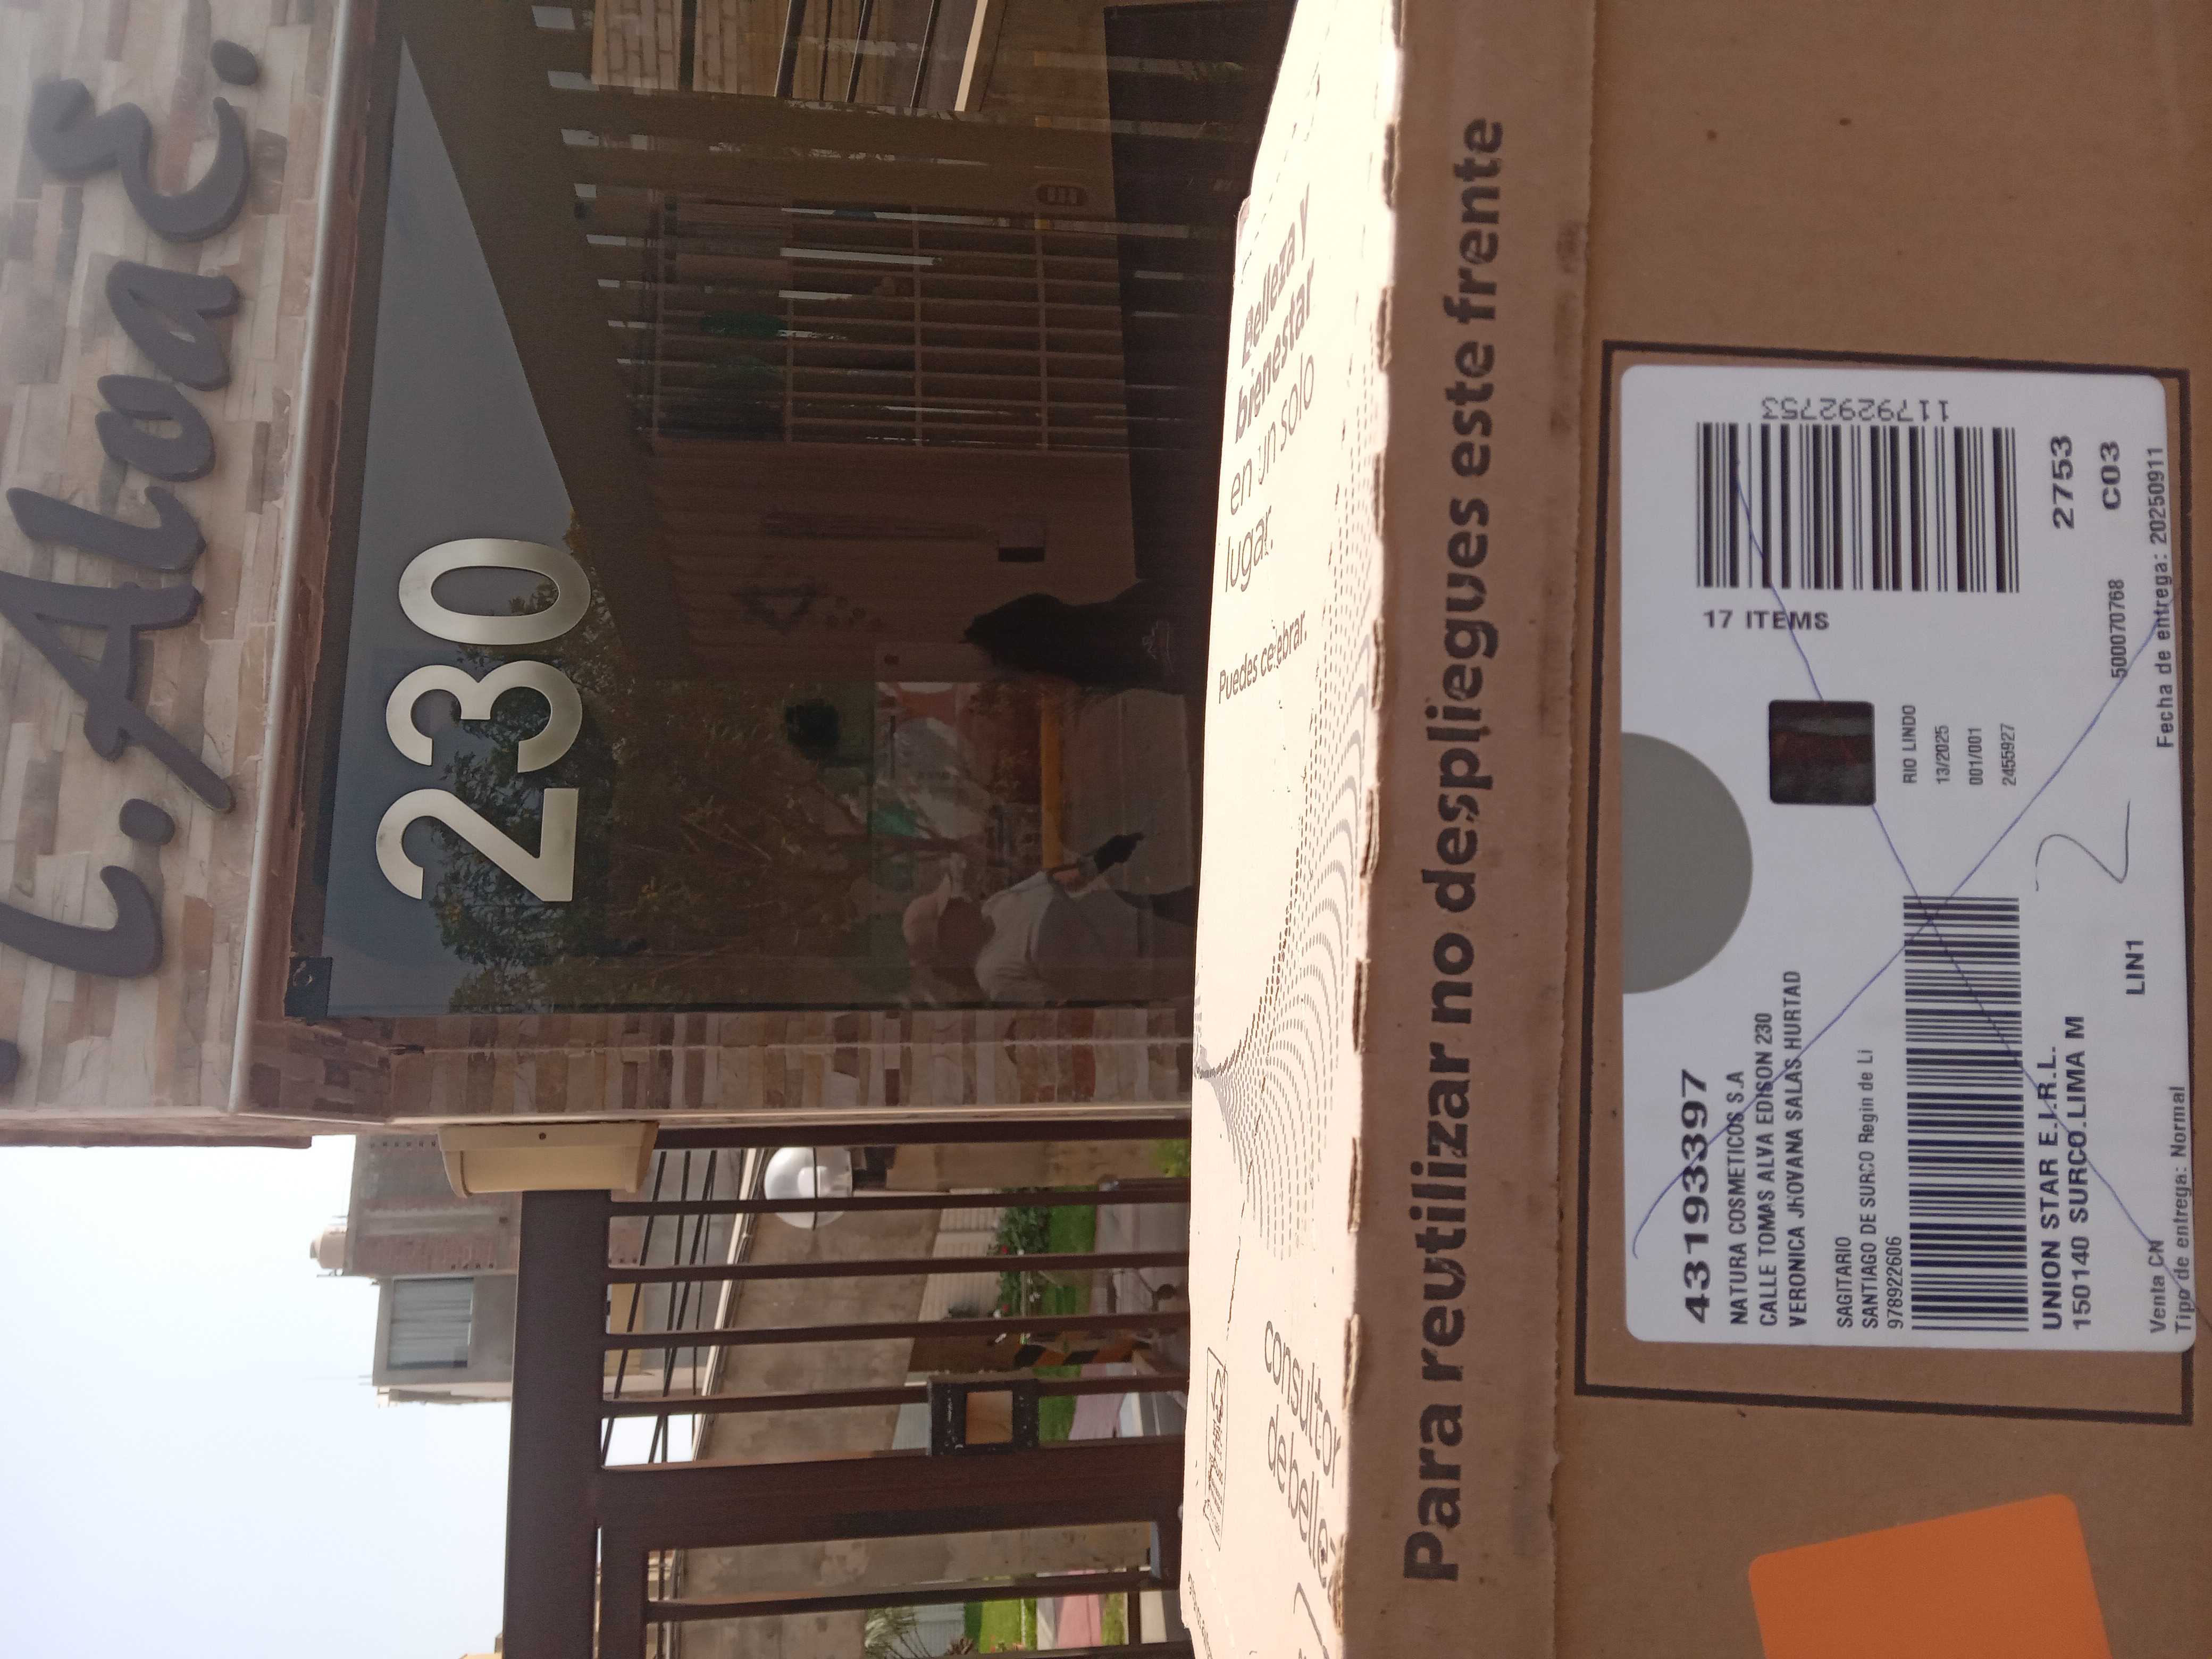 T. Alva E.
230
Belleza y
bienestar
en un solo
lugar.
Puedes celebrar.
consultor
Para reutilizar no despliegues este frente
43193397
NATURA COSMETICOS S.A
CALLE TOMAS ALVA EDISON 230
VERONICA JHOVANA SALAS HURTAD
SAGITARIO
SANTIAGO DE SURCO Regin de Li
978922606
UNION STAR E.I.R.L.
150140 SURCO.LIMA M
LIN1
Venta CN
Tipo de entrega: Normal
17 ITEMS
1179292753
RIO LINDO
13/2025
001/001
2455927
2
2753
C03
500070768
Fecha de entrega: 20250911